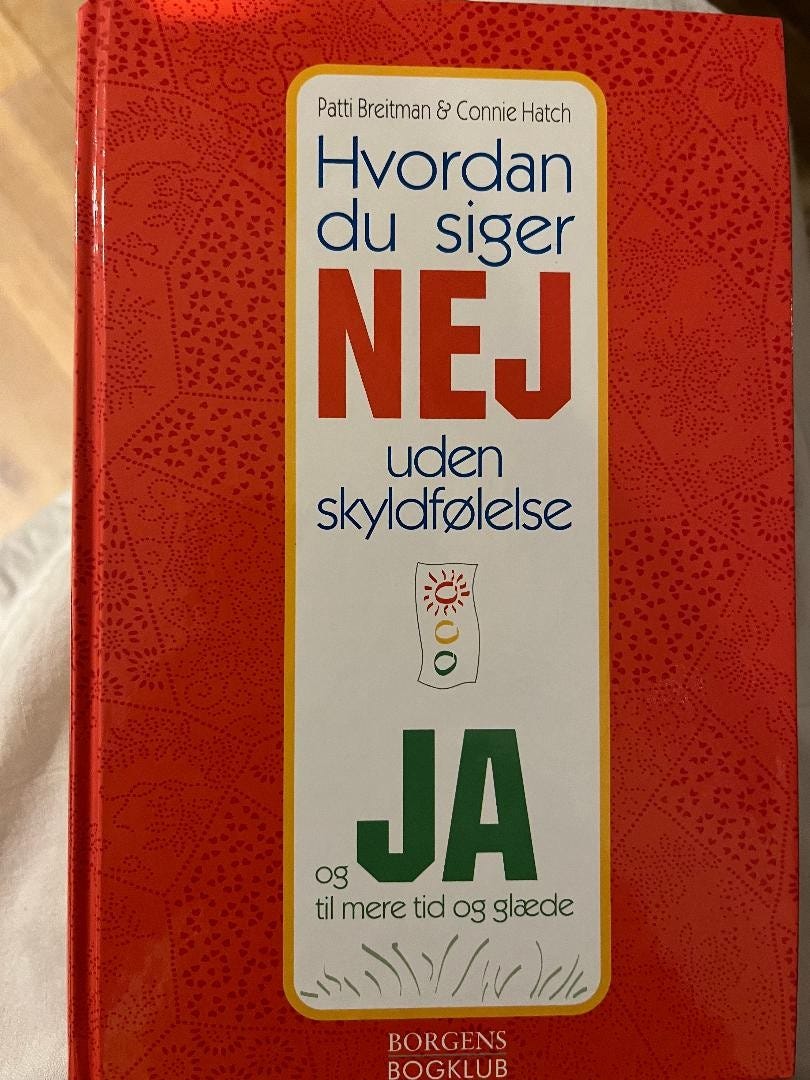 Patti Breitman & Connie Hatch
Hvordan
du siger
NEJ
uden
skyldfølelse
og JA
til mere tid og glæde
BORGENS
BOGKLUB